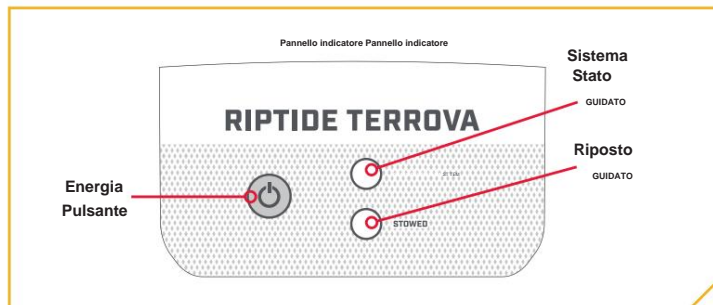 Pannello indicatore Pannello indicatore
Sistema
Stato
GUIDATO
RIPTIDE TERROVA
Riposto
GUIDATO
Energia
Pulsante
STOWED